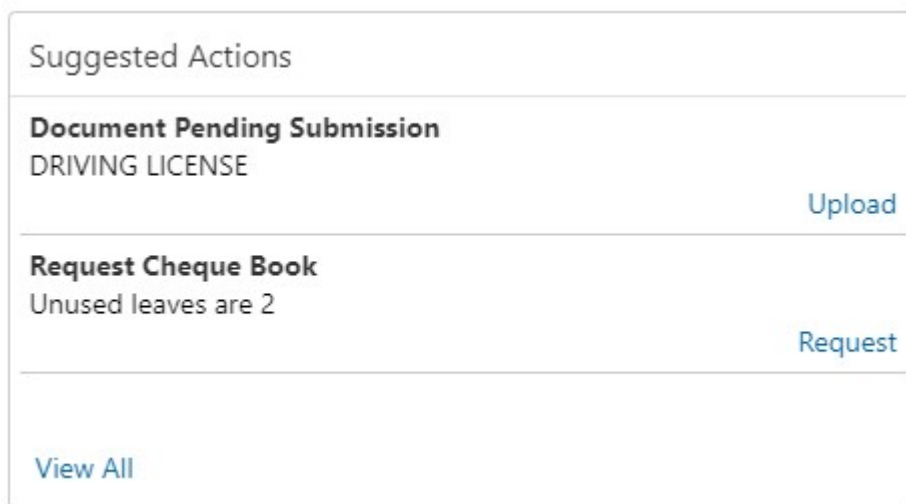 Suggested Actions
Document Pending Submission
DRIVING LICENSE
Upload
Request Cheque Book
Unused leaves are 2
Request
View All